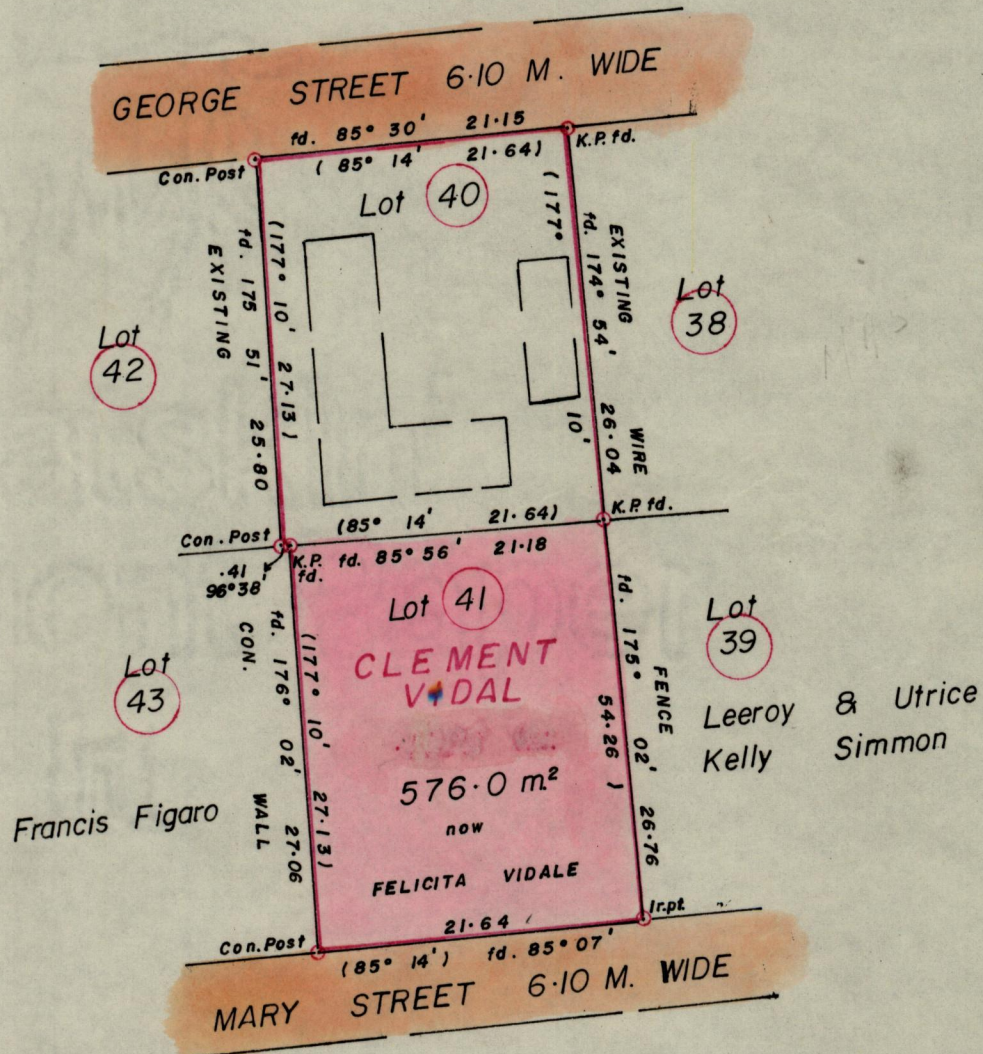 GEORGE STREET 6·10 M. WIDE
fd. 85° 30' 21·15
Con. Post
(85° 14' 21·64)
K.P. fd.
Lot 40
(177° 10' 27·13)
fd. 175 51' 25·80
EXISTING
(177° 10'
fd. 174° 54' 26·04
EXISTING WIRE
Lot
38
Lot
42
(85° 14' 21·64)
K.P. fd.
Con. Post
K.P. fd.
fd. 85° 56' 21·18
·41
96° 38'
Lot 41
CLEMENT
VIDAL
576·0 m²
now
FELICITA VIDALE
fd. 176° 02' 27·06
(177° 10' 27·13)
CON. WALL
fd. 175° 02' 26·76
54·26)
FENCE
Lot
39
Leeroy & Utrice
Kelly Simmon
Lot
43
Francis Figaro
21·64
Ir.pt.
Con.Post
(85° 14') fd. 85° 07'
MARY STREET 6·10 M. WIDE